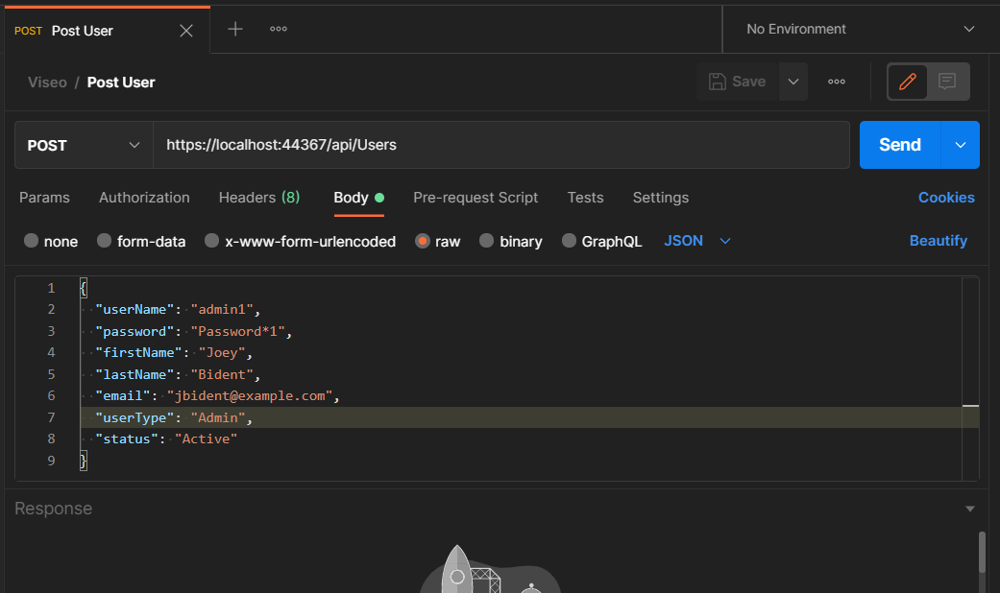 POST Post User
No Environment
Viseo / Post User
Save
POST https://localhost:44367/api/Users Send
Params Authorization Headers (8) Body Pre-request Script Tests Settings Cookies
none form-data x-www-form-urlencoded raw binary GraphQL JSON Beautify
1 {
2 "userName": "admin1",
3 "password": "Password*1",
4 "firstName": "Joey",
5 "lastName": "Bident",
6 "email": "jbident@example.com",
7 "userType": "Admin",
8 "status": "Active"
9 }
Response